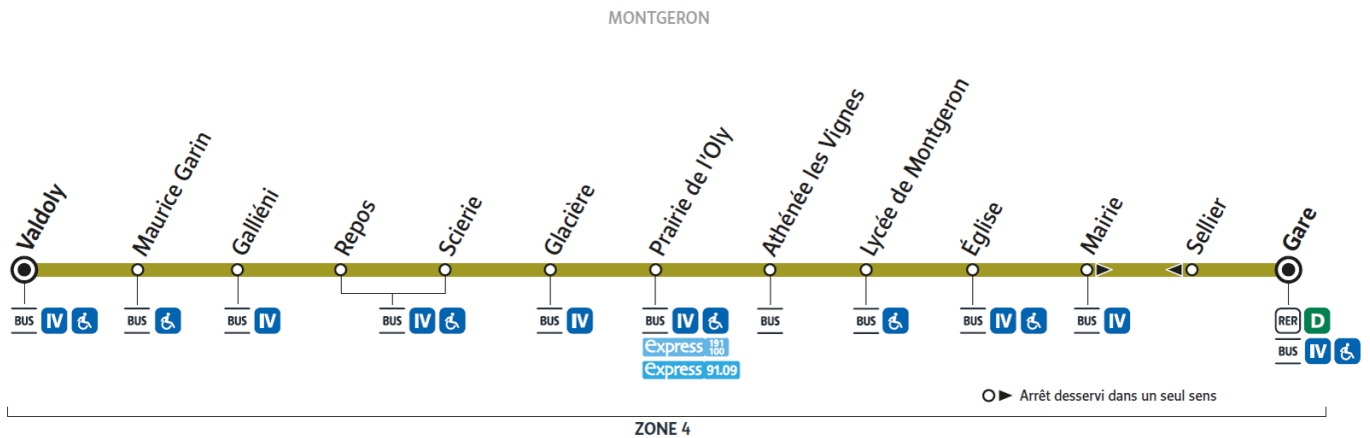 MONTGERON
Valdoly
Maurice Garin
Galliéni
Repos
Scierie
Glacière
Prairie de l'Oly
Athénée les Vignes
Lycée de Montgeron
Église
Mairie
Sellier
Gare
BUS IV
BUS
BUS IV
BUS IV
BUS IV
BUS IV
BUS
BUS
BUS IV
BUS IV
RER D
express 191 100
BUS IV
express 91.09
Arrêt desservi dans un seul sens
ZONE 4